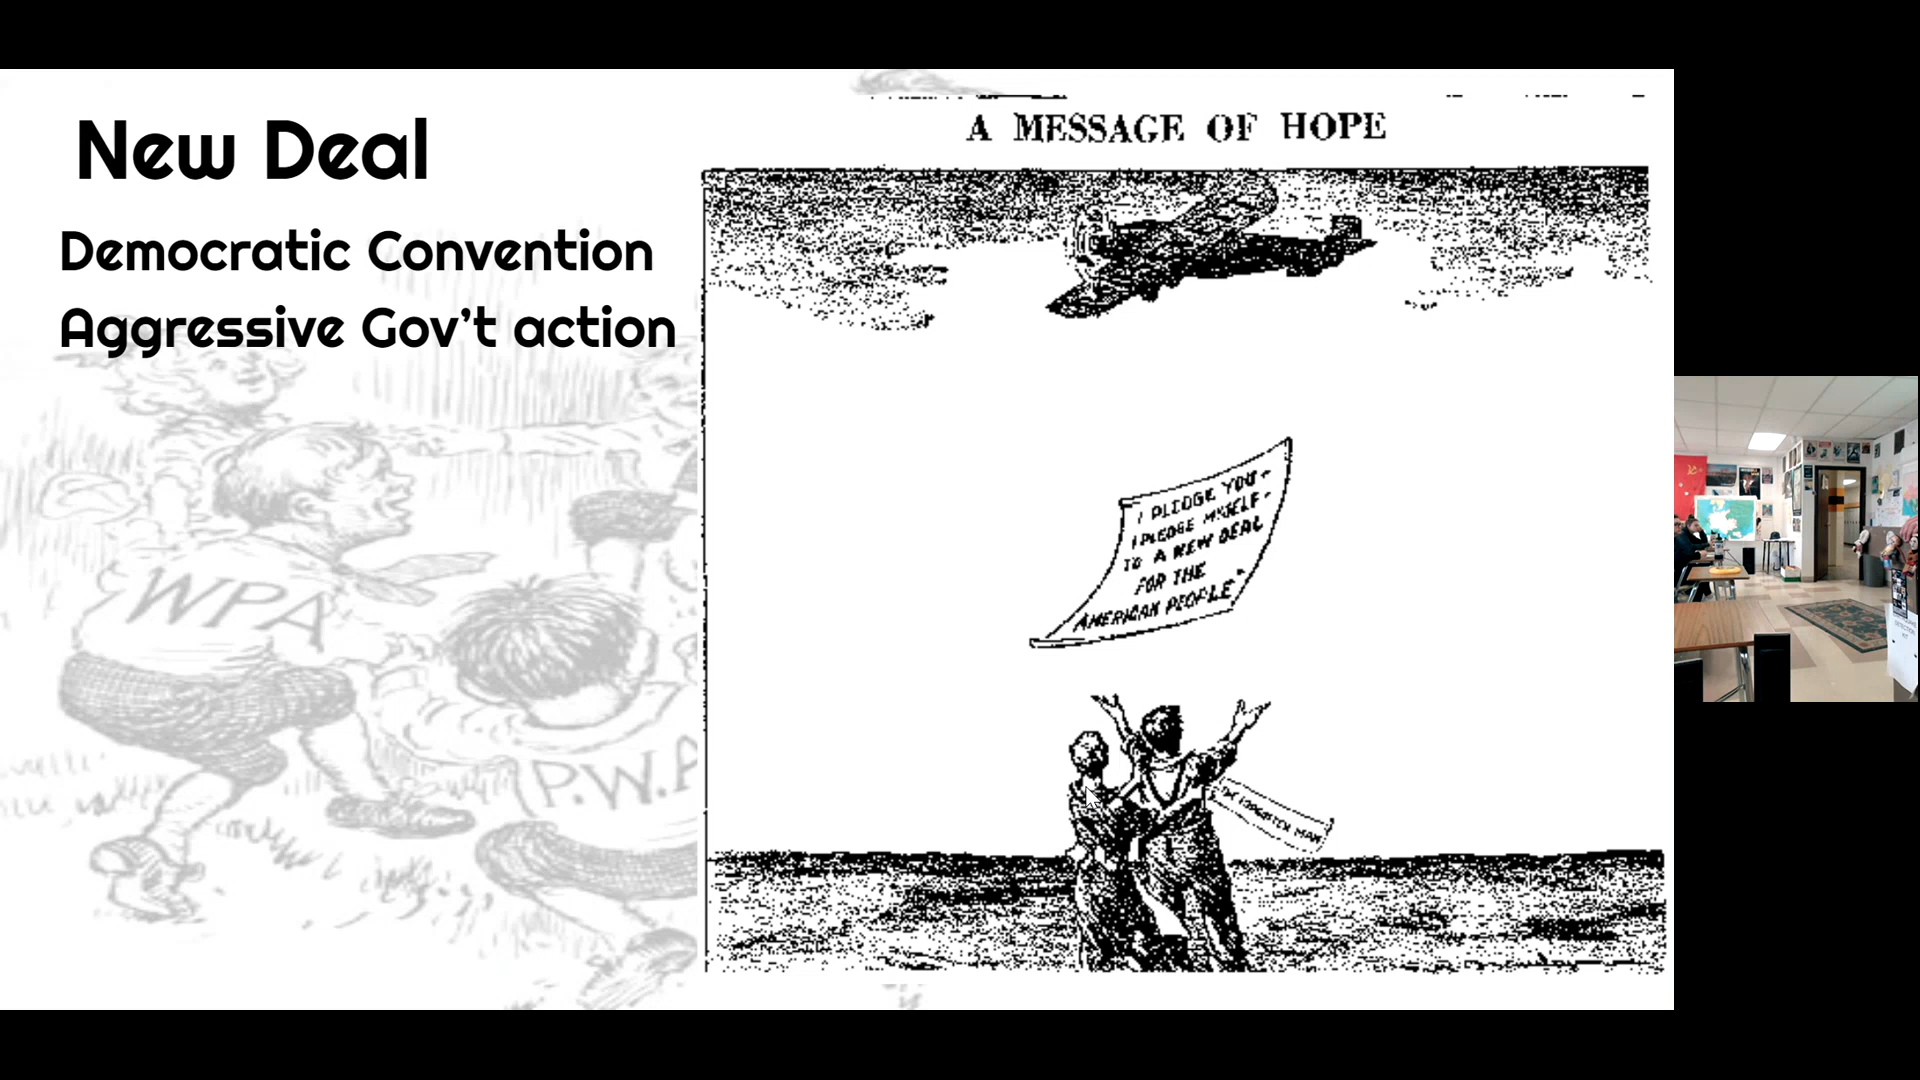 New Deal
Democratic Convention
Aggressive Gov't action
A MESSAGE OF HOPE
I PLEDGE YOU -
I PLEDGE MYSELF -
TO A NEW DEAL
FOR THE
AMERICAN PEOPLE"
FORGOTTEN MAN
WPA
P.W.A